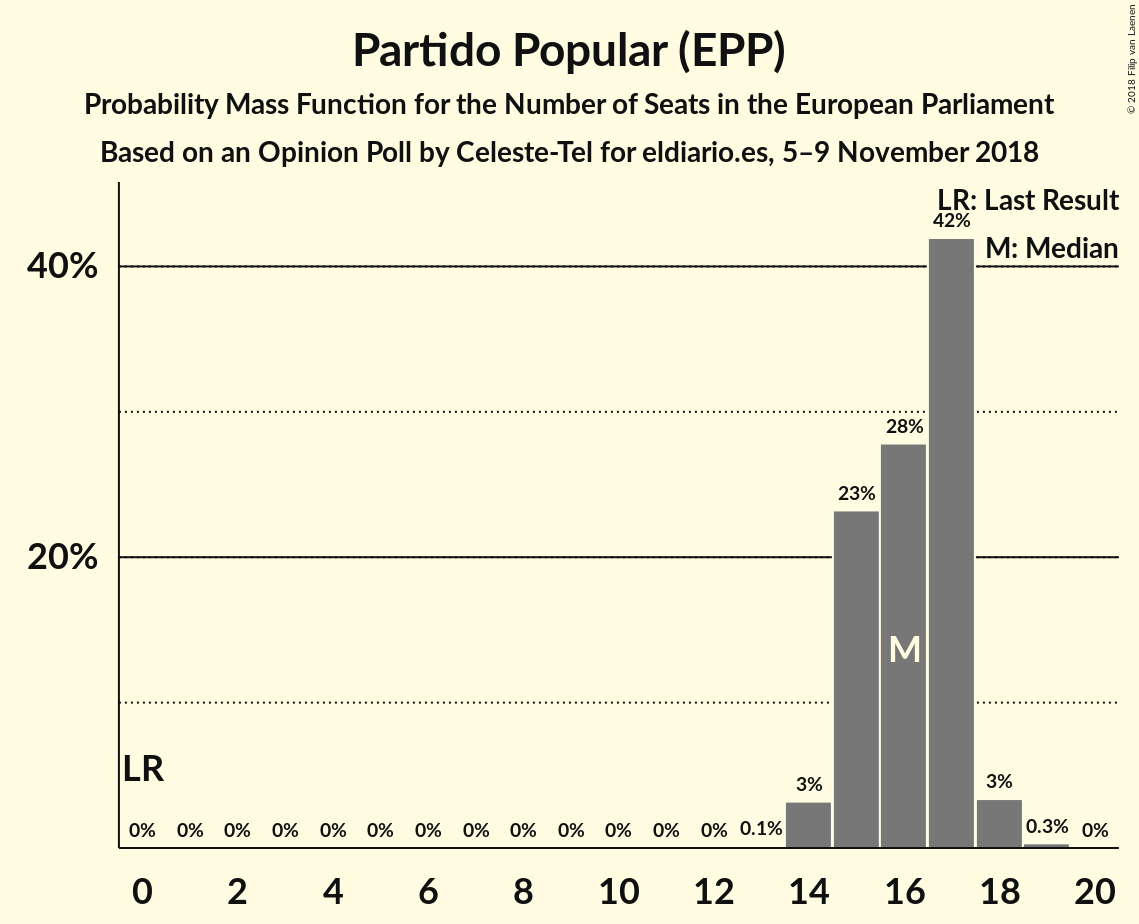 Partido Popular (EPP)
Probability Mass Function for the Number of Seats in the European Parliament
Based on an Opinion Poll by Celeste-Tel for eldiario.es, 5–9 November 2018
© 2018 Filip van Laenen
LR: Last Result
M: Median
42%
40%
28%
23%
20%
M
LR
3%
3%
0% 0% 0% 0% 0% 0% 0% 0% 0% 0% 0% 0% 0% 0.1% 0.3% 0%
0 2 4 6 8 10 12 14 16 18 20